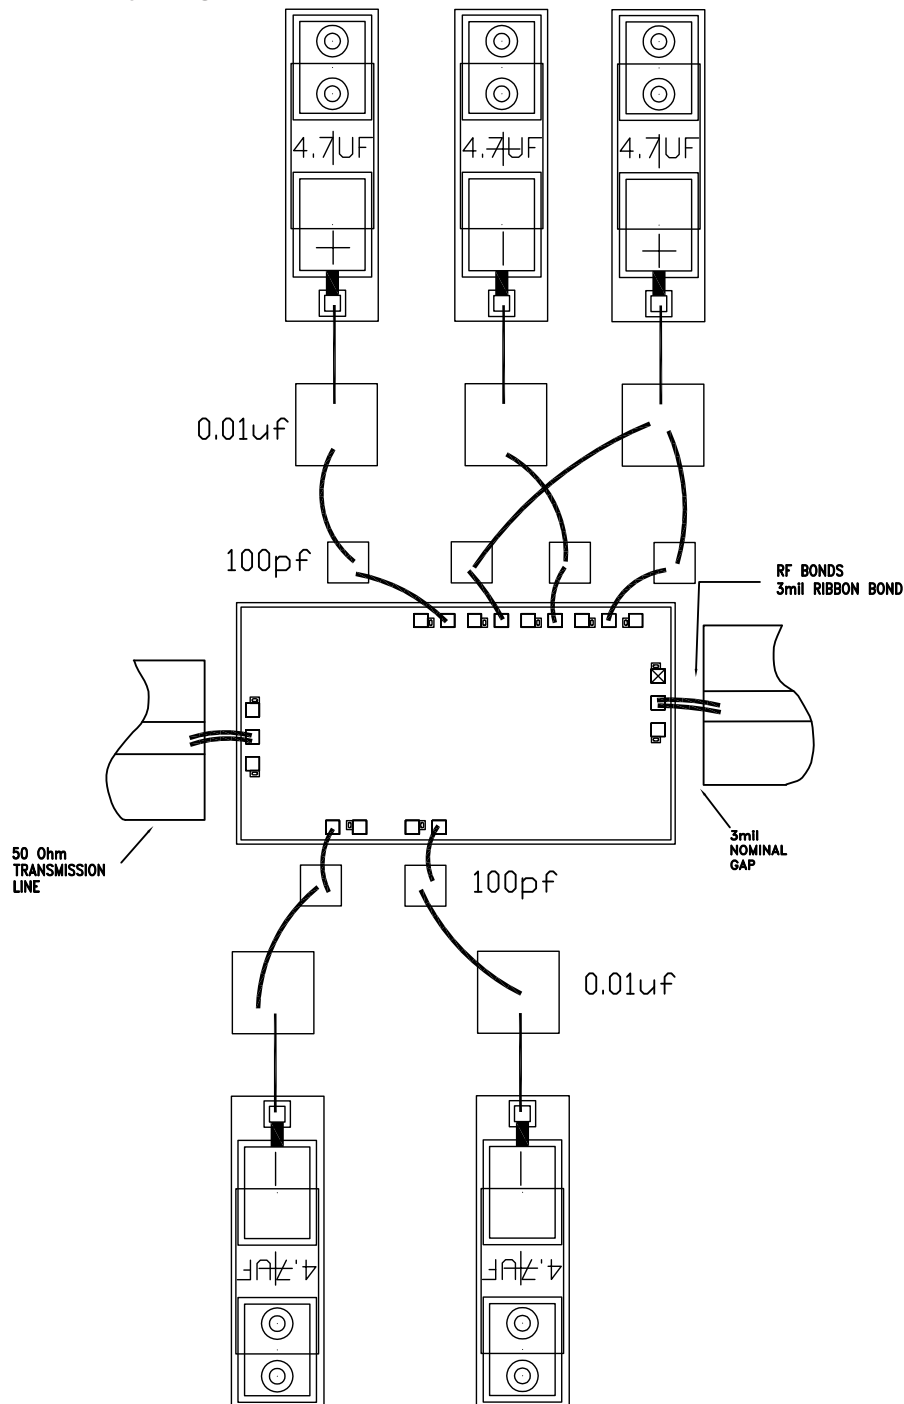 4.7UF 4.7UF 4.7UF
0.01uf
100pf
RF BONDS
3mil RIBBON BOND
50 Ohm
TRANSMISSION
LINE
3mil
NOMINAL
GAP
100pf
0.01uf
4.7UF 4.7UF